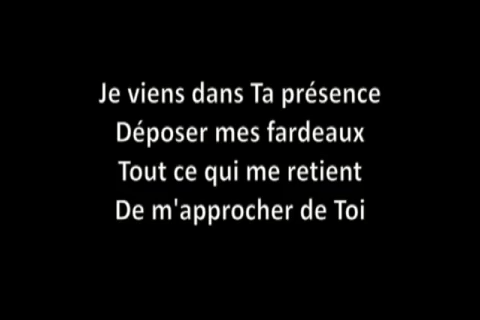 Je viens dans Ta présence
Déposer mes fardeaux
Tout ce qui me retient
De m'approcher de Toi